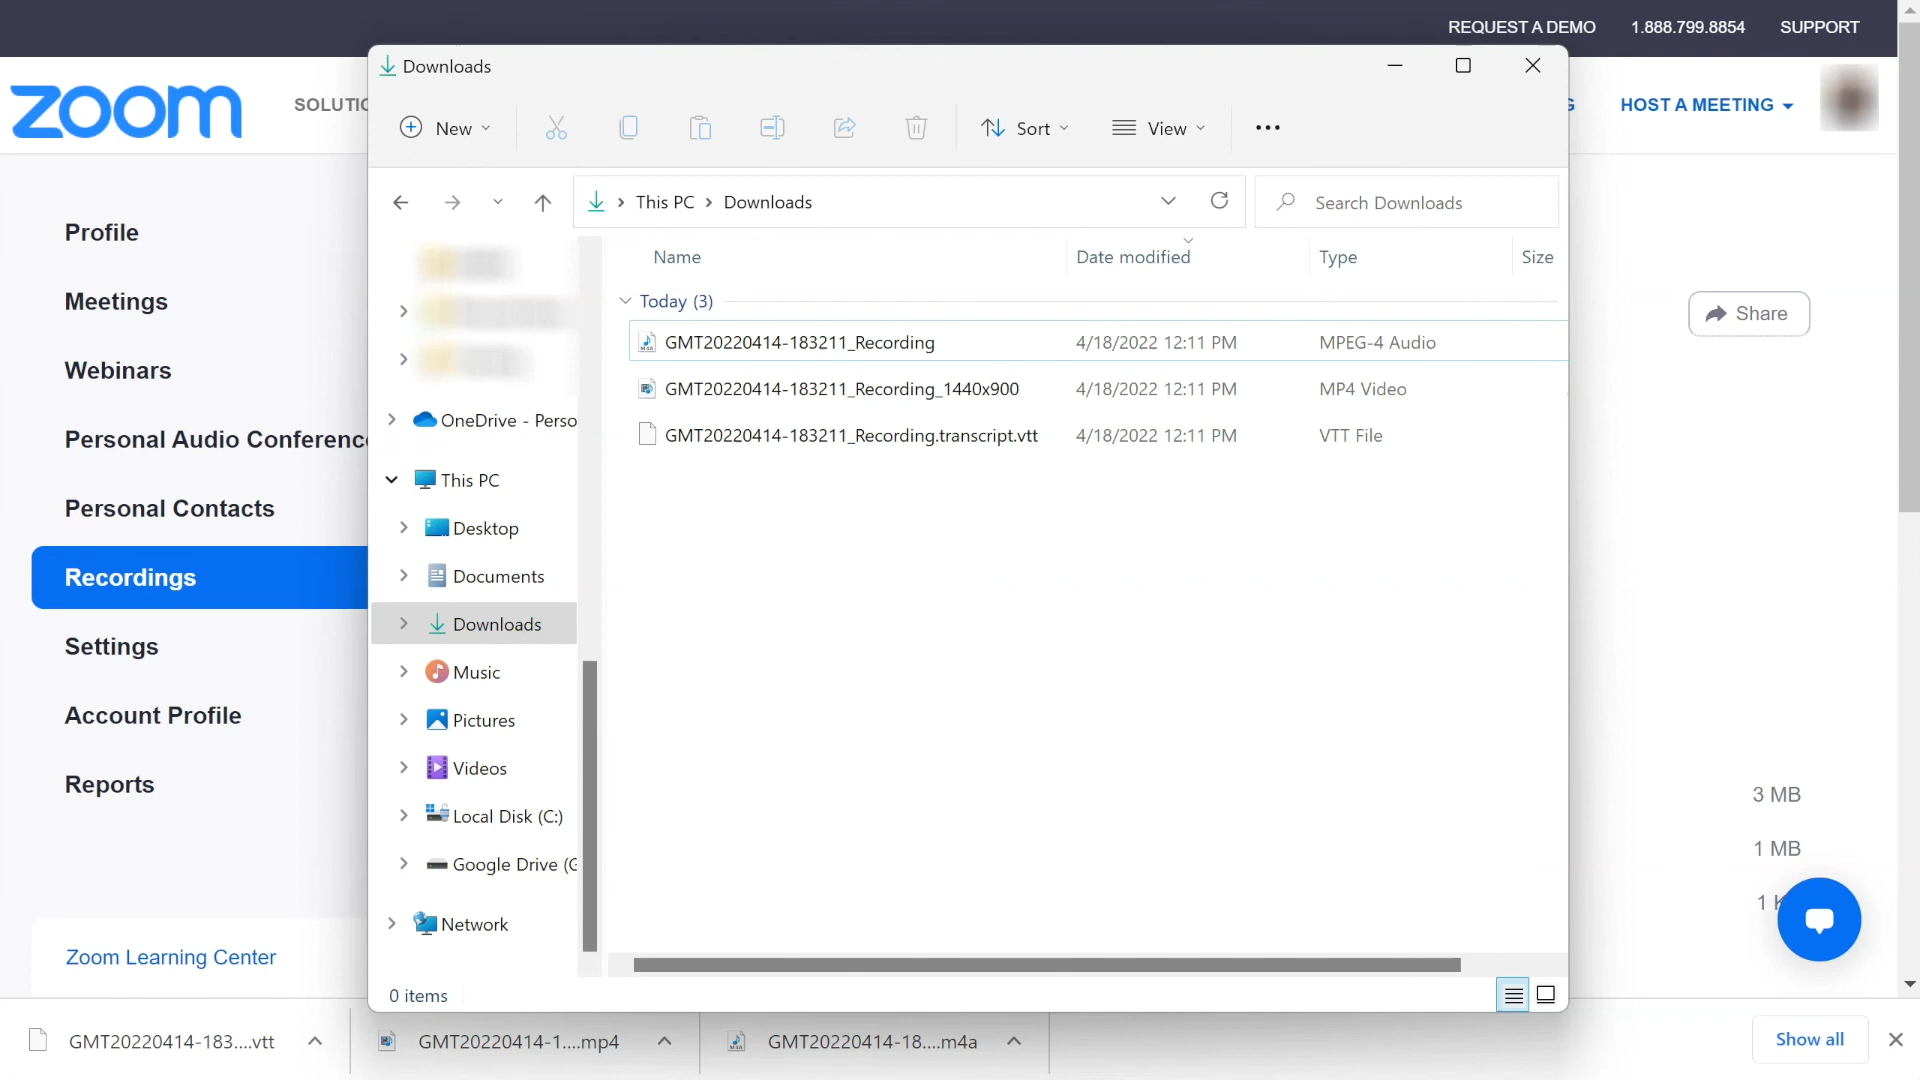 REQUEST A DEMO 1.888.799.8854 SUPPORT
zoom
HOST A MEETING
Profile
Meetings
Webinars
Personal Audio
Personal Contacts
Recordings
Settings
Account Profile
Reports
Zoom Learning Center
Downloads
New
Sort
View
This PC
Downloads
Search Downloads
OneDrive -
This PC
Desktop
Documents
Downloads
Music
Pictures
Videos
Local Disk (C:)
Google Drive
Network
Name Date modified Type Size
Today (3)
GMT20220414-183211_Recording 4/18/2022 12:11 PM MPEG-4 Audio
GMT20220414-183211_Recording_1440x900 4/18/2022 12:11 PM MP4 Video
GMT20220414-183211_Recording.transcript.vtt 4/18/2022 12:11 PM VTT File
0 items
Share
3 MB
1 MB
1
GMT20220414-183....vtt
GMT20220414-1....mp4
GMT20220414-18....m4a
Show all